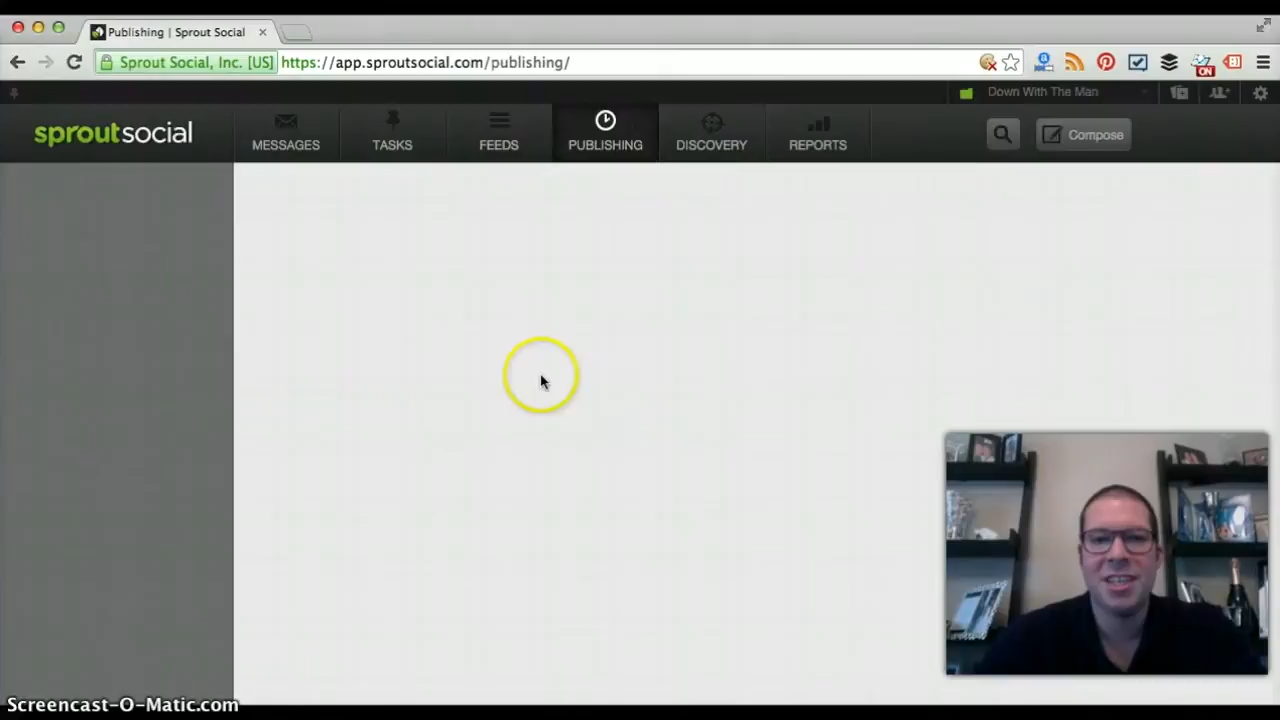 Publishing | Sprout Social
Sprout Social, Inc. [US] https://app.sproutsocial.com/publishing/
ON
Down With The Man
sproutsocial
MESSAGES
TASKS
FEEDS
PUBLISHING
DISCOVERY
REPORTS
Compose
Screencast-O-Matic.com